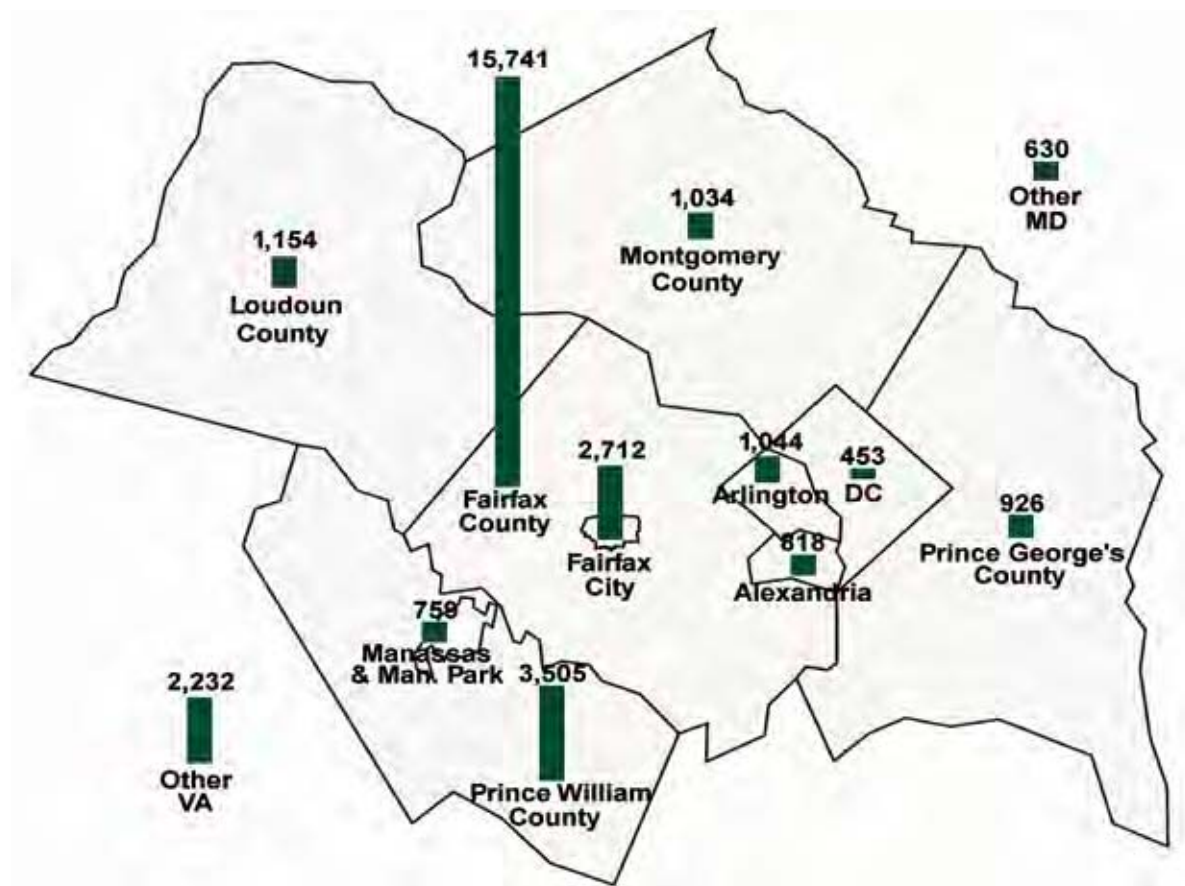 15,741
Fairfax
County
630
Other
MD
1,034
Montgomery
County
1,154
Loudoun
County
2,712
Fairfax
City
1,044
Arlington
453
DC
926
Prince George's
County
818
Alexandria
758
Manassas
& Man. Park
3,505
Prince William
County
2,232
Other
VA